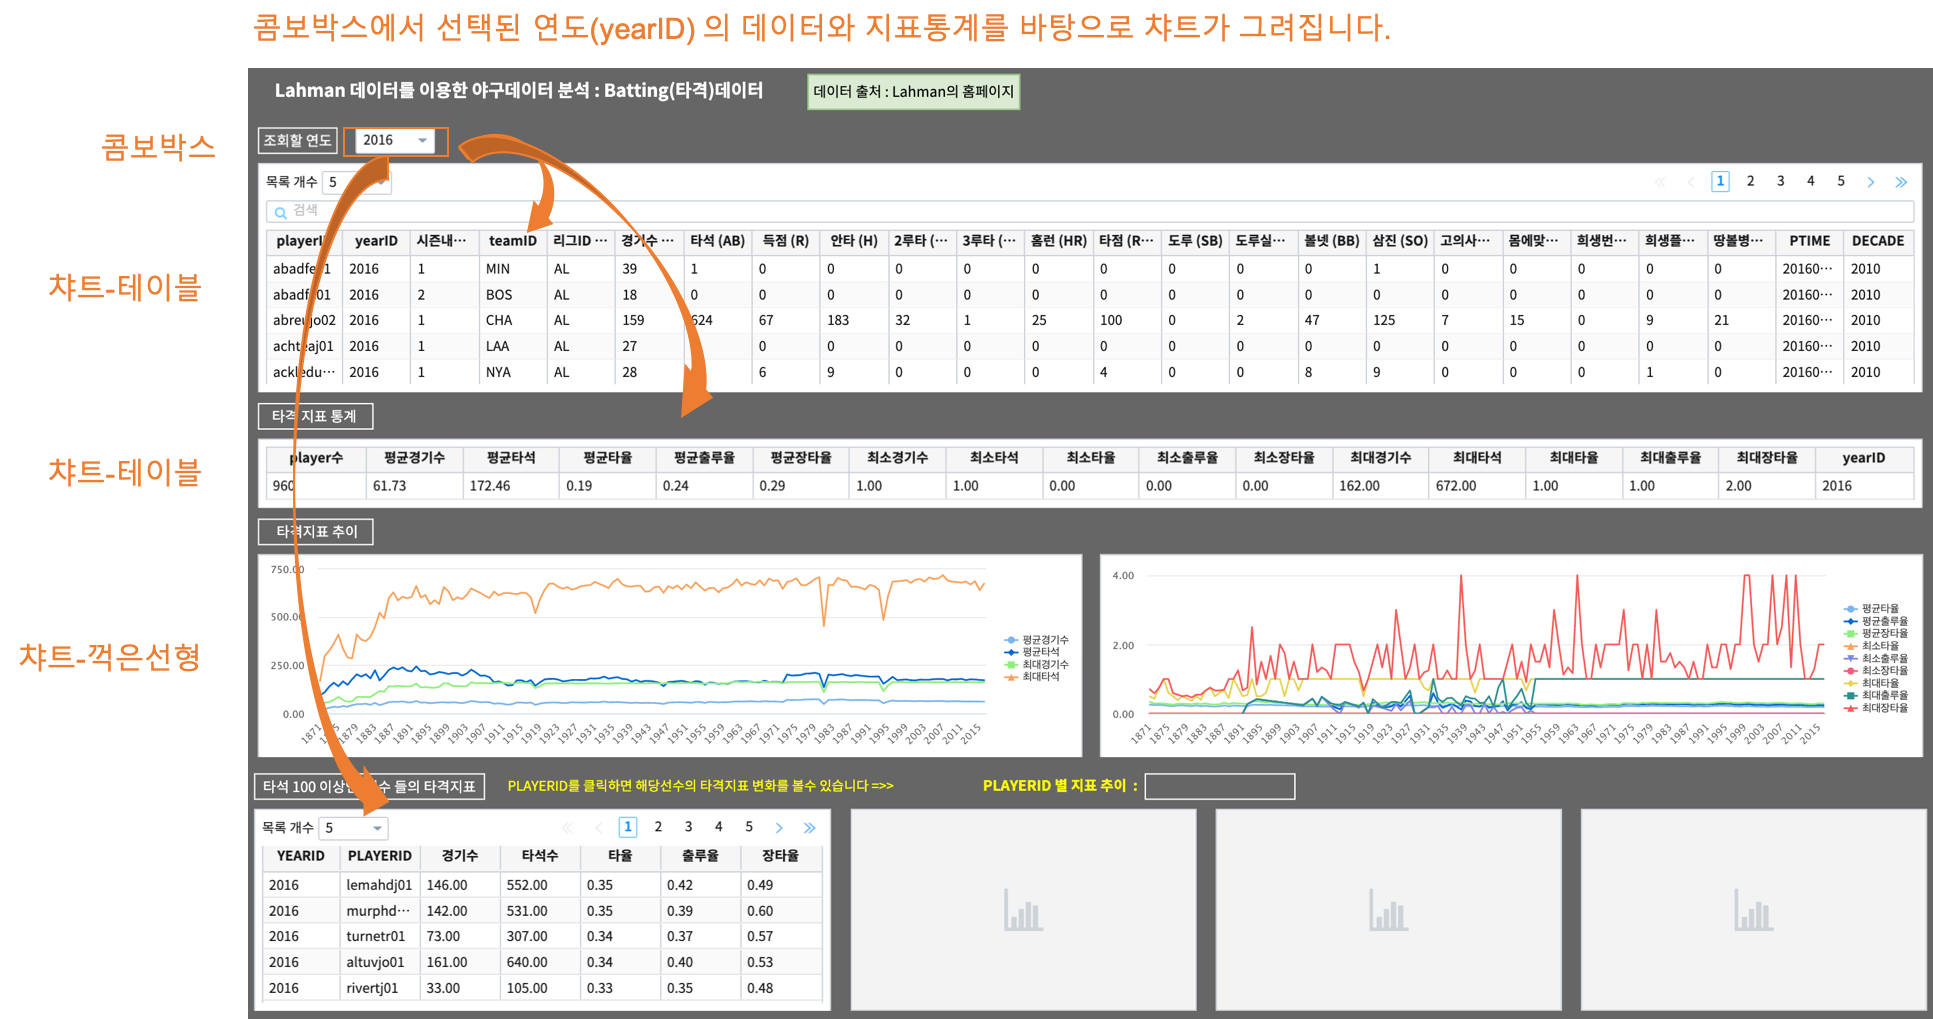 콤보박스에서 선택된 연도(yearID) 의 데이터와 지표통계를 바탕으로 챠트가 그려집니다.
Lahman 데이터를 이용한 야구데이터 분석 : Batting(타격)데이터
데이터 출처 : Lahman의 홈페이지
콤보박스
조회할 연도
2016
목록 개수 5
1 2 3 4 5
검색
챠트-테이블
playerI yearID 시즌내… teamID 리그ID … 경기수 … 타석 (AB) 득점 (R) 안타 (H) 2루타 (… 3루타 (… 홈런 (HR) 타점 (R… 도루 (SB) 도루실… 볼넷 (BB) 삼진 (SO) 고의사… 몸에맞… 희생번… 희생플… 땅볼병… PTIME DECADE
abadfe 1 2016 1 MIN AL 39 1 0 0 0 0 0 0 0 0 0 1 0 0 0 0 0 20160… 2010
abadf 01 2016 2 BOS AL 18 0 0 0 0 0 0 0 0 0 0 0 0 0 0 0 0 20160… 2010
abreujo02 2016 1 CHA AL 159 624 67 183 32 1 25 100 0 2 47 125 7 15 0 9 21 20160… 2010
achteaj01 2016 1 LAA AL 27 0 0 0 0 0 0 0 0 0 0 0 0 0 0 0 20160… 2010
ackledu… 2016 1 NYA AL 28 6 9 0 0 0 4 0 0 8 9 0 0 0 1 0 20160… 2010
타격 지표 통계
챠트-테이블
player수 평균경기수 평균타석 평균타율 평균출루율 평균장타율 최소경기수 최소타석 최소타율 최소출루율 최소장타율 최대경기수 최대타석 최대타율 최대출루율 최대장타율 yearID
960 61.73 172.46 0.19 0.24 0.29 1.00 1.00 0.00 0.00 0.00 162.00 672.00 1.00 1.00 2.00 2016
타격지표 추이
챠트-꺽은선형
750.00
500.00
250.00
0.00
1871 1879 1883 1887 1891 1895 1899 1903 1907 1911 1915 1919 1923 1927 1931 1935 1939 1943 1947 1951 1955 1959 1963 1967 1971 1975 1979 1983 1987 1991 1995 1999 2003 2007 2011 2015
평균경기수
평균타석
최대경기수
최대타석
4.00
2.00
0.00
1871 1875 1879 1883 1887 1891 1895 1899 1903 1907 1911 1915 1919 1923 1927 1931 1935 1939 1943 1947 1951 1955 1959 1963 1967 1971 1975 1979 1983 1987 1991 1995 1999 2003 2007 2011 2015
평균타율
평균출루율
평균장타율
최소타율
최소출루율
최소장타율
최대타율
최대출루율
최대장타율
타석 100 이상 수 들의 타격지표
PLAYERID를 클릭하면 해당선수의 타격지표 변화를 볼수 있습니다 =>>
PLAYERID 별 지표 추이 :
목록 개수 5
1 2 3 4 5
YEARID PLAYERID 경기수 타석수 타율 출루율 장타율
2016 lemahdj01 146.00 552.00 0.35 0.42 0.49
2016 murphd… 142.00 531.00 0.35 0.39 0.60
2016 turnetr01 73.00 307.00 0.34 0.37 0.57
2016 altuvjo01 161.00 640.00 0.34 0.40 0.53
2016 rivertj01 33.00 105.00 0.33 0.35 0.48